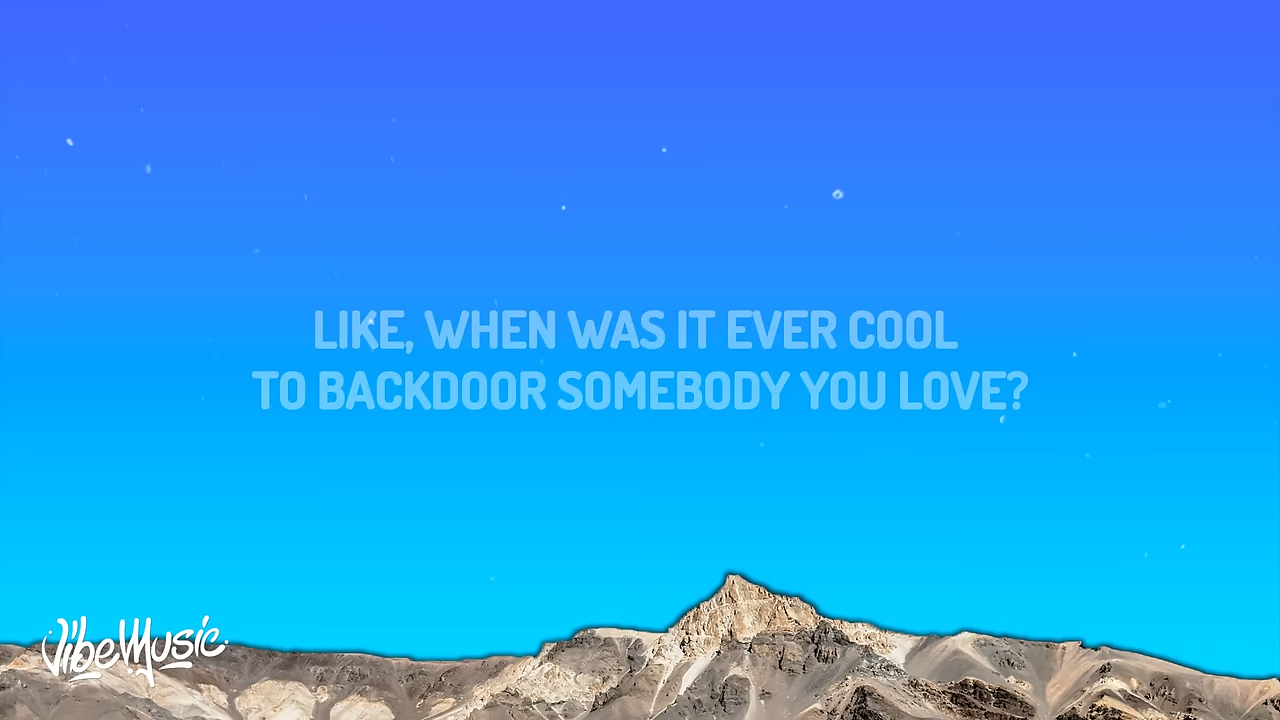 LIKE, WHEN WAS IT EVER COOL
TO BACKDOOR SOMEBODY YOU LOVE?
VibeMusic